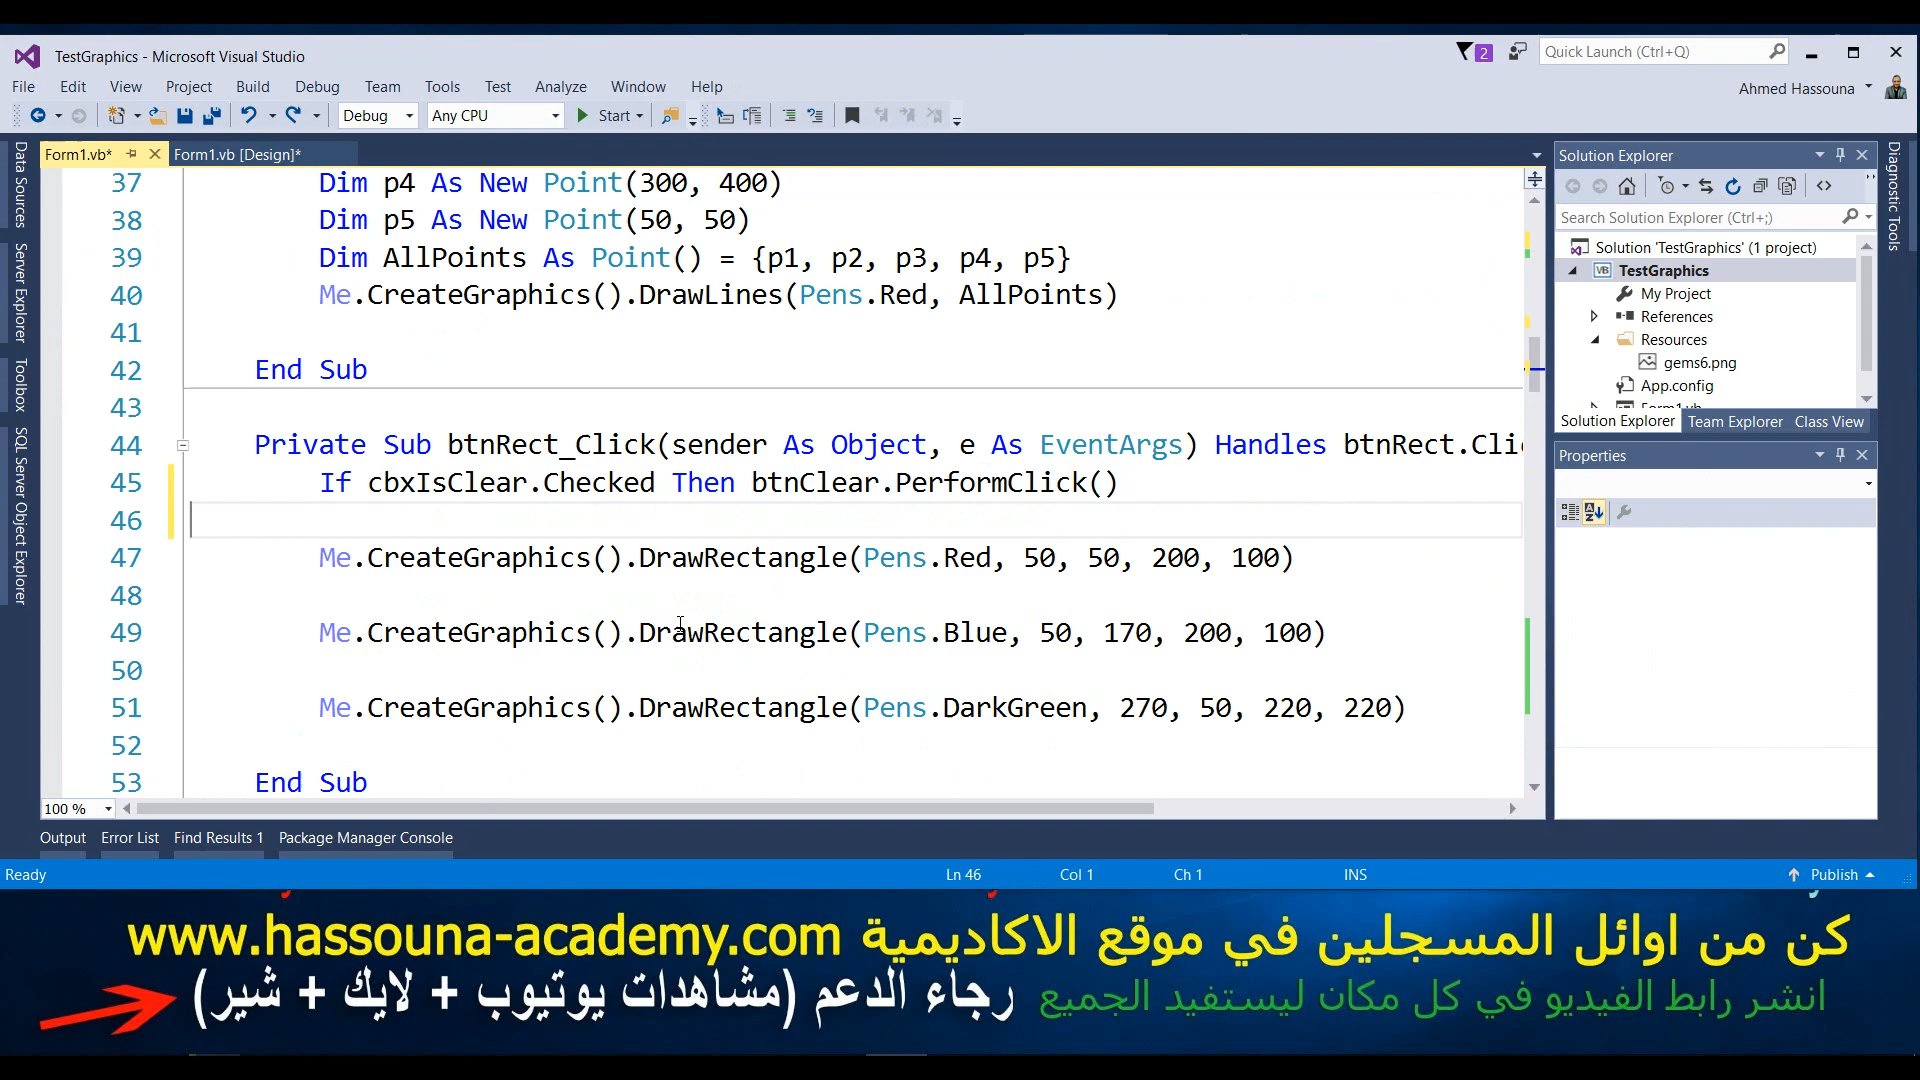 TestGraphics - Microsoft Visual Studio
2
Quick Launch (Ctrl+Q)
File Edit View Project Build Debug Team Tools Test Analyze Window Help
Ahmed Hassouna
Debug Any CPU Start
Form1.vb* Form1.vb [Design]*
Data Sources
Server Explorer
Toolbox
SQL Server Object Explorer
37 Dim p4 As New Point(300, 400)
38 Dim p5 As New Point(50, 50)
39 Dim AllPoints As Point() = {p1, p2, p3, p4, p5}
40 Me.CreateGraphics().DrawLines(Pens.Red, AllPoints)
41
42 End Sub
43
44 Private Sub btnRect_Click(sender As Object, e As EventArgs) Handles btnRect.Clic
45 If cbxIsClear.Checked Then btnClear.PerformClick()
46
47 Me.CreateGraphics().DrawRectangle(Pens.Red, 50, 50, 200, 100)
48
49 Me.CreateGraphics().DrawRectangle(Pens.Blue, 50, 170, 200, 100)
50
51 Me.CreateGraphics().DrawRectangle(Pens.DarkGreen, 270, 50, 220, 220)
52
53 End Sub
100 %
Solution Explorer
Search Solution Explorer (Ctrl+;)
Solution 'TestGraphics' (1 project)
VB TestGraphics
My Project
References
Resources
gems6.png
App.config
Form1.vb
Solution Explorer Team Explorer Class View
Properties
Diagnostic Tools
Output Error List Find Results 1 Package Manager Console
Ready Ln 46 Col 1 Ch 1 INS Publish
كن من اوائل المسجلين في موقع الاكاديمية www.hassouna-academy.com
انشر رابط الفيديو في كل مكان ليستفيد الجميع رجاء الدعم (مشاهدات يوتيوب + لايك + شير)